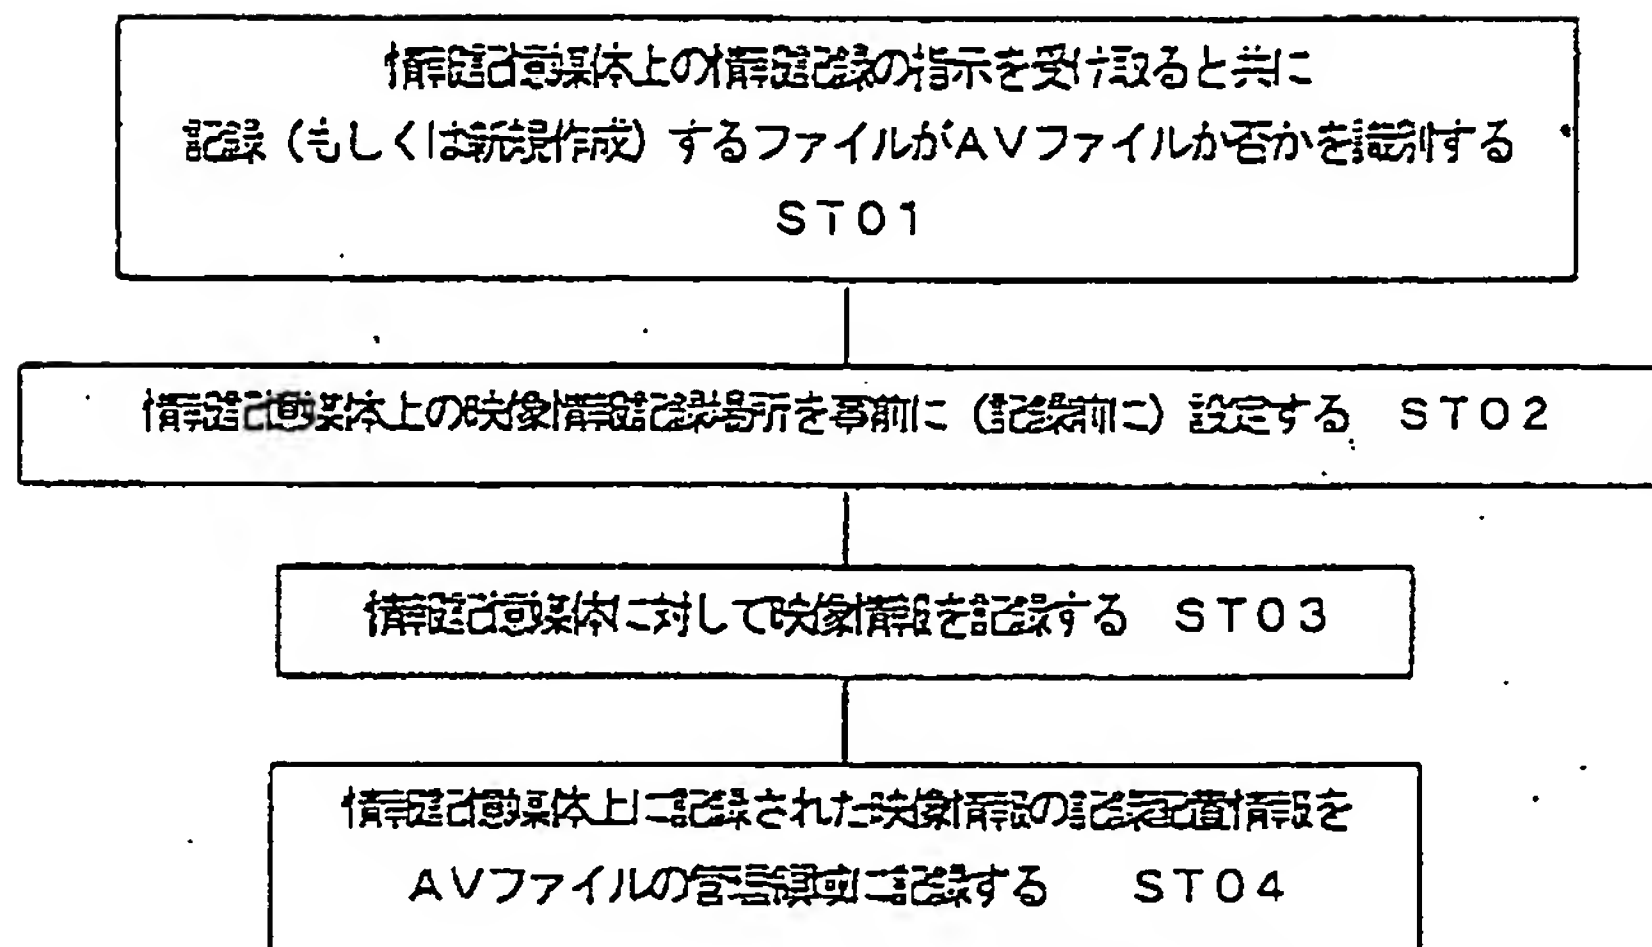 情報記憶媒体上の情報記録の指示を受け取ると共に
記録（もしくは新規作成）するファイルがAVファイルか否かを識別する
ST01
情報記憶媒体上の映像情報記録場所を事前に（記録前に）設定する ST02
情報記憶媒体に対して映像情報を記録する ST03
情報記憶媒体上に記録された映像情報の記録配置情報を
AVファイルの管理領域に記録する ST04